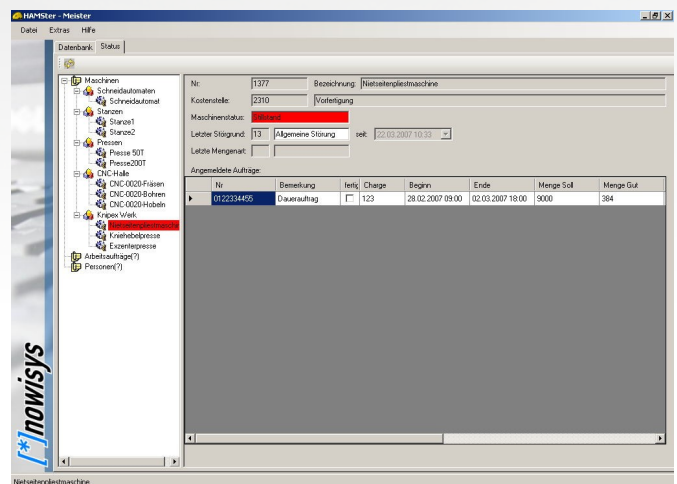 HAMSter - Meister
Datei Extras Hilfe
Datenbank Status
Maschinen
Schneidautomaten
Schneidautomat
Stanzen
Stanze1
Stanze2
Pressen
Presse 50T
Presse200T
CNC-Halle
CNC-0020-Fräsen
CNC-0020-Bohren
CNC-0020-Hobeln
Knipex Werk
Nietseitenpliestmaschine
Kniehebelpresse
Exzenterpresse
Arbeitsaufträge(?)
Personen(?)
Nr: 1377 Bezeichnung: Nietseitenpliestmaschine
Kostenstelle: 2310 Vorfertigung
Maschinenstatus: Stillstand
Letzter Störgrund: 13 Allgemeine Störung seit: 22.03.2007 10:33
Letzte Mengenart:
Angemeldete Aufträge:
Nr Bemerkung fertig Charge Beginn Ende Menge Soll Menge Gut
0122334455 Dauerauftrag 123 28.02.2007 09:00 02.03.2007 18:00 9000 384
[*]nowisys
Nietseitenpliestmaschine